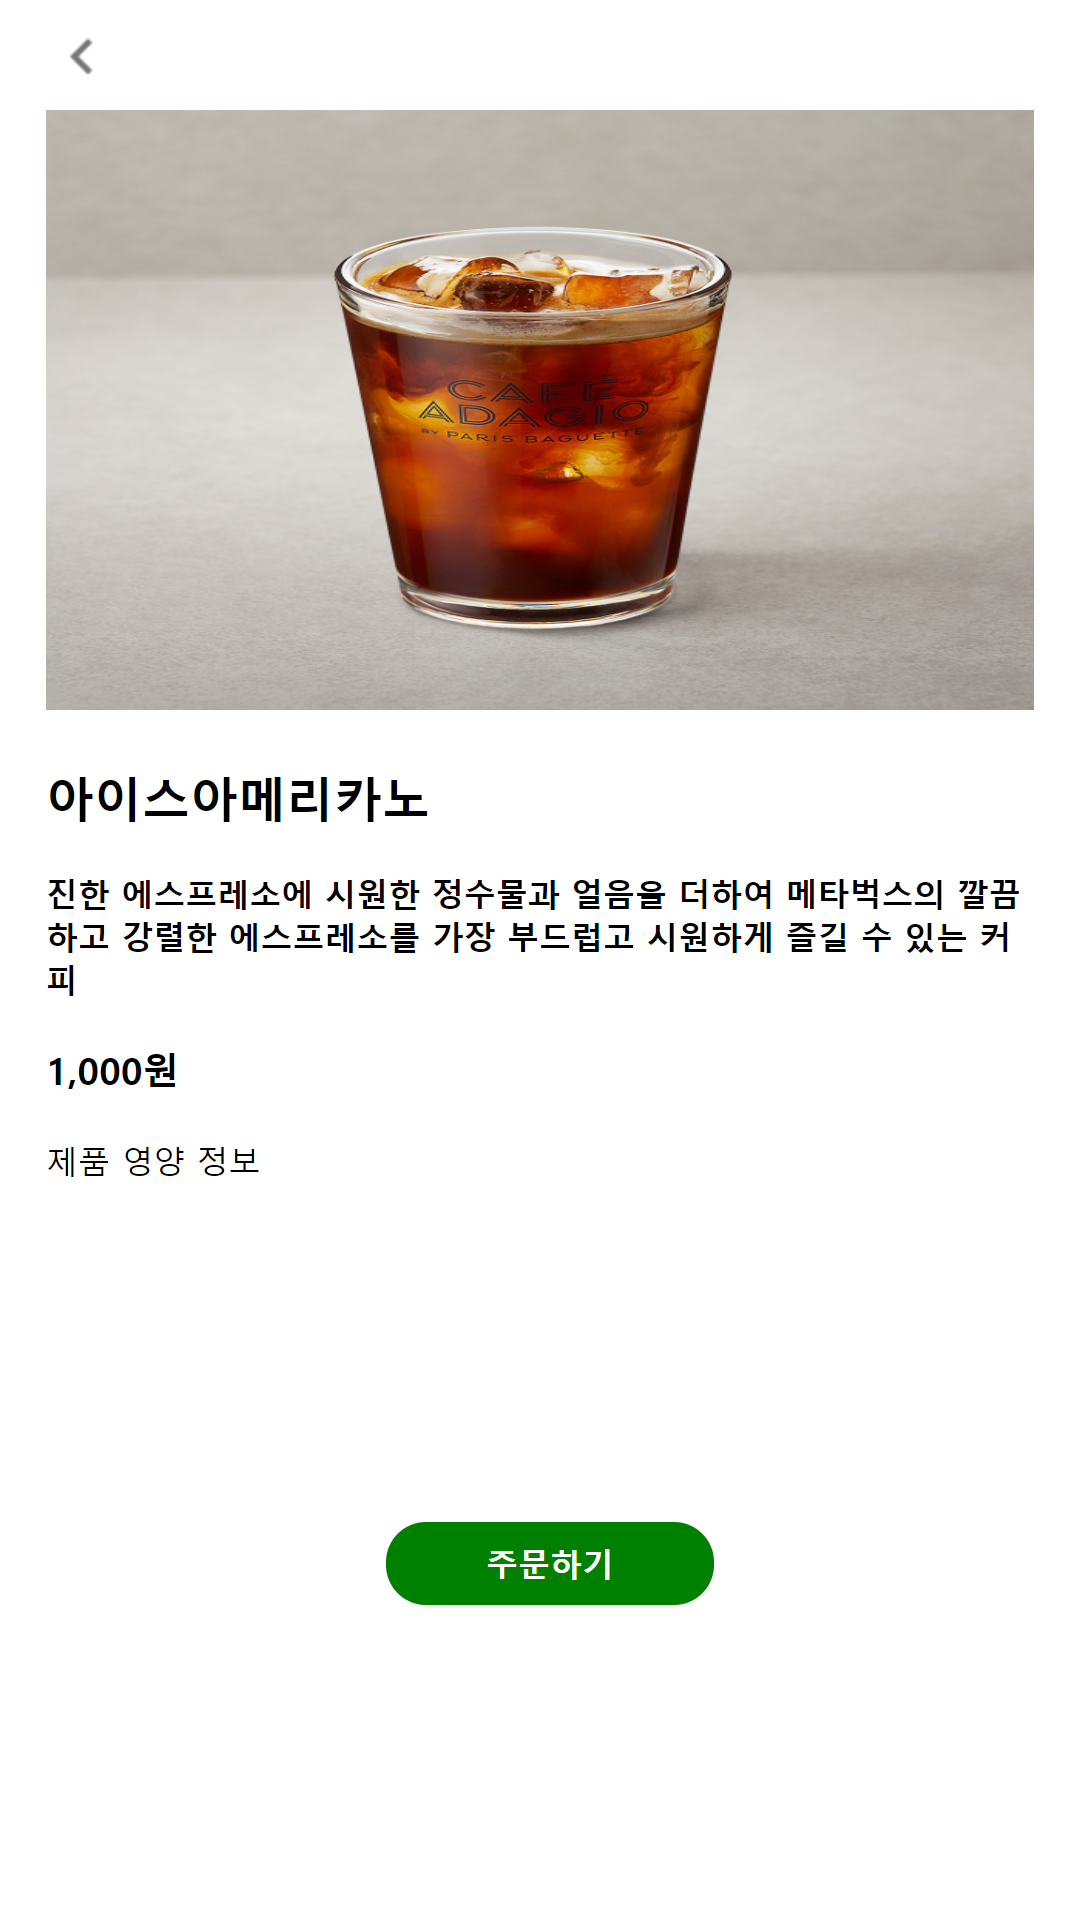 CAFÉ
ADAGIO
BY PARIS BAGUETTE
아이스아메리카노
진한 에스프레소에 시원한 정수물과 얼음을 더하여 메타벅스의 깔끔
하고 강렬한 에스프레소를 가장 부드럽고 시원하게 즐길 수 있는 커
피
1,000원
제품 영양 정보
주문하기